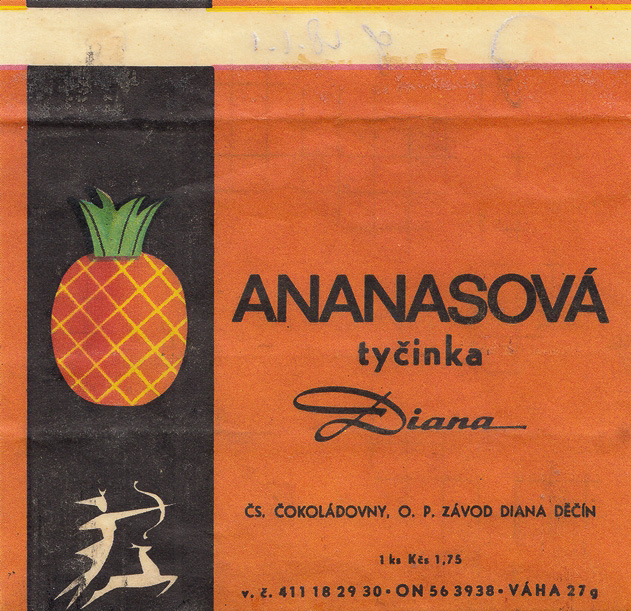 ANANASOVÁ
tyčinka
Diana
ČS. ČOKOLÁDOVNY, O. P. ZÁVOD DIANA DĚČÍN
1 ks Kčs 1,75
v. č. 411 18 29 30 • ON 56 3938 • VÁHA 27 g